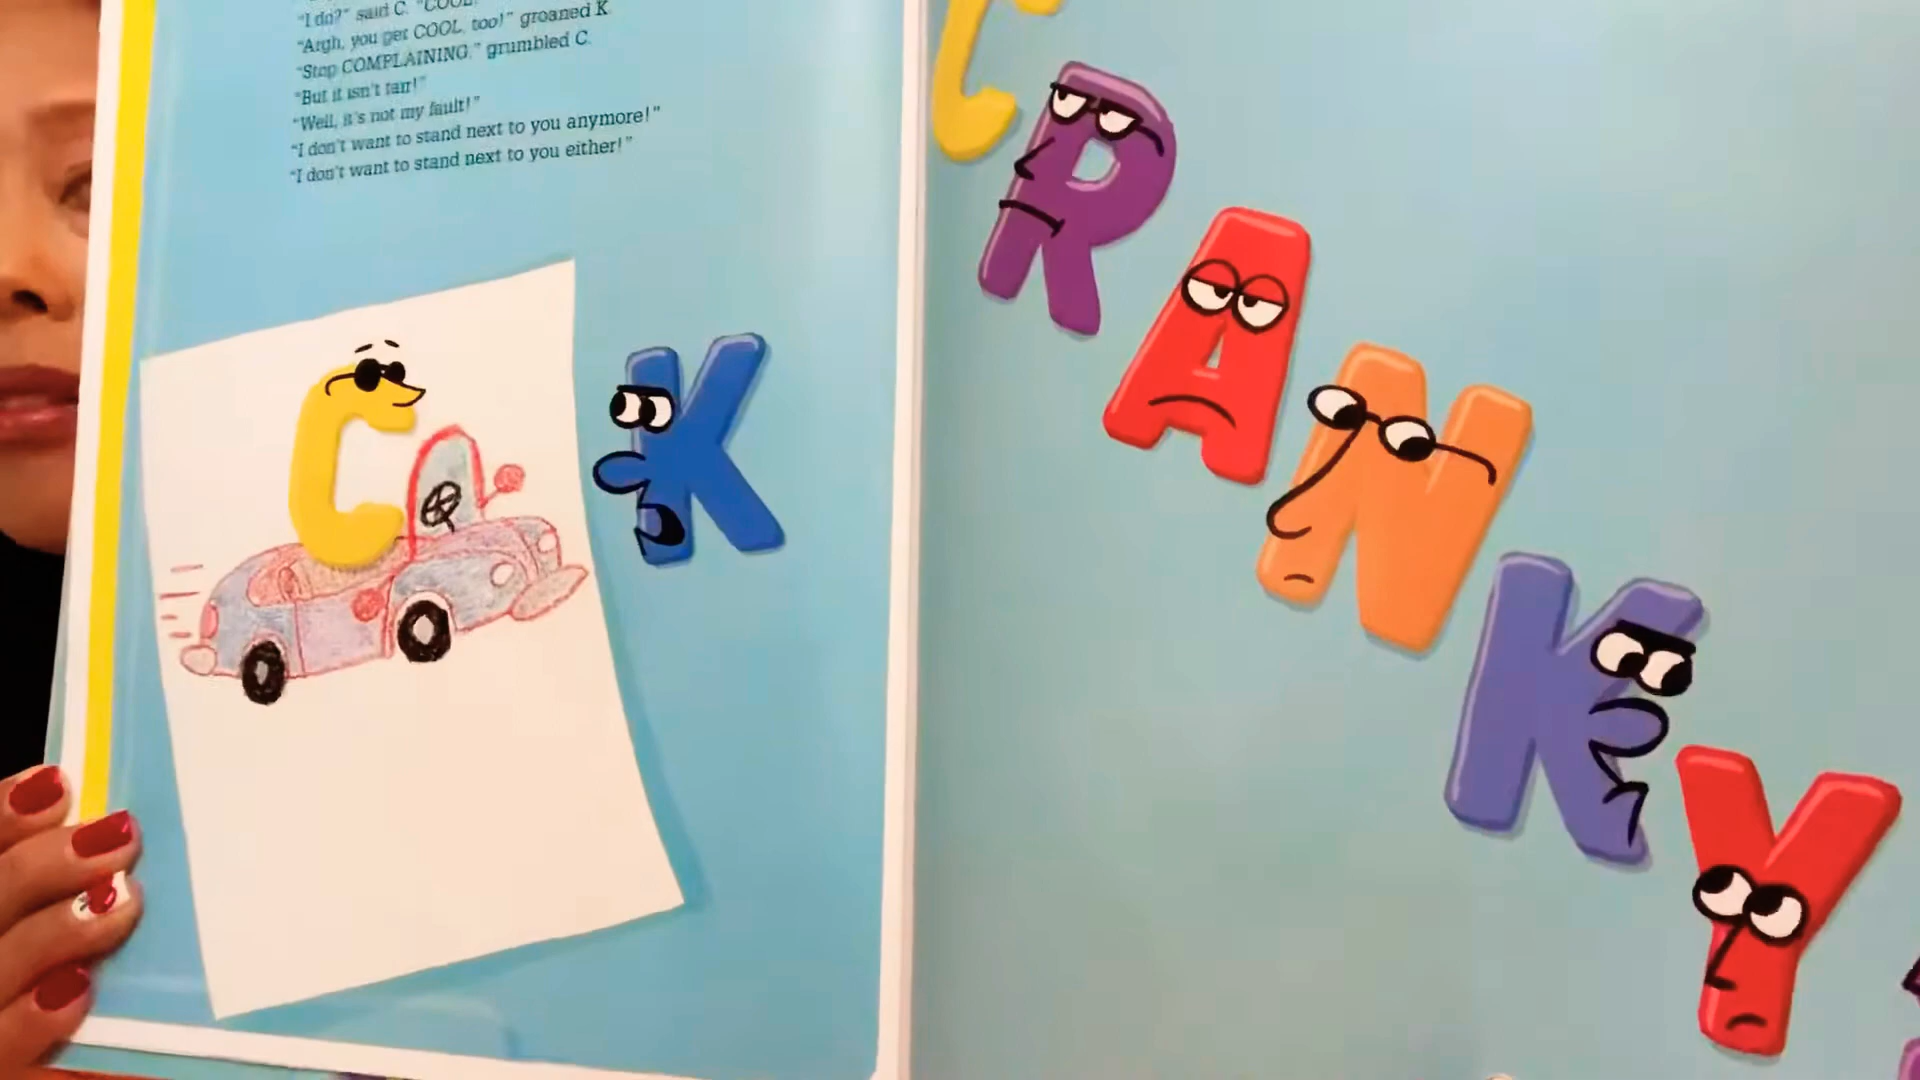 "I do?" said C. "COOL.
"Argh, you get COOL, too!" groaned K.
"Stop COMPLAINING," grumbled C.
"But it isn't fair!"
"Well, it's not my fault!"
"I don't want to stand next to you anymore!"
"I don't want to stand next to you either!"
C K
CRANKY